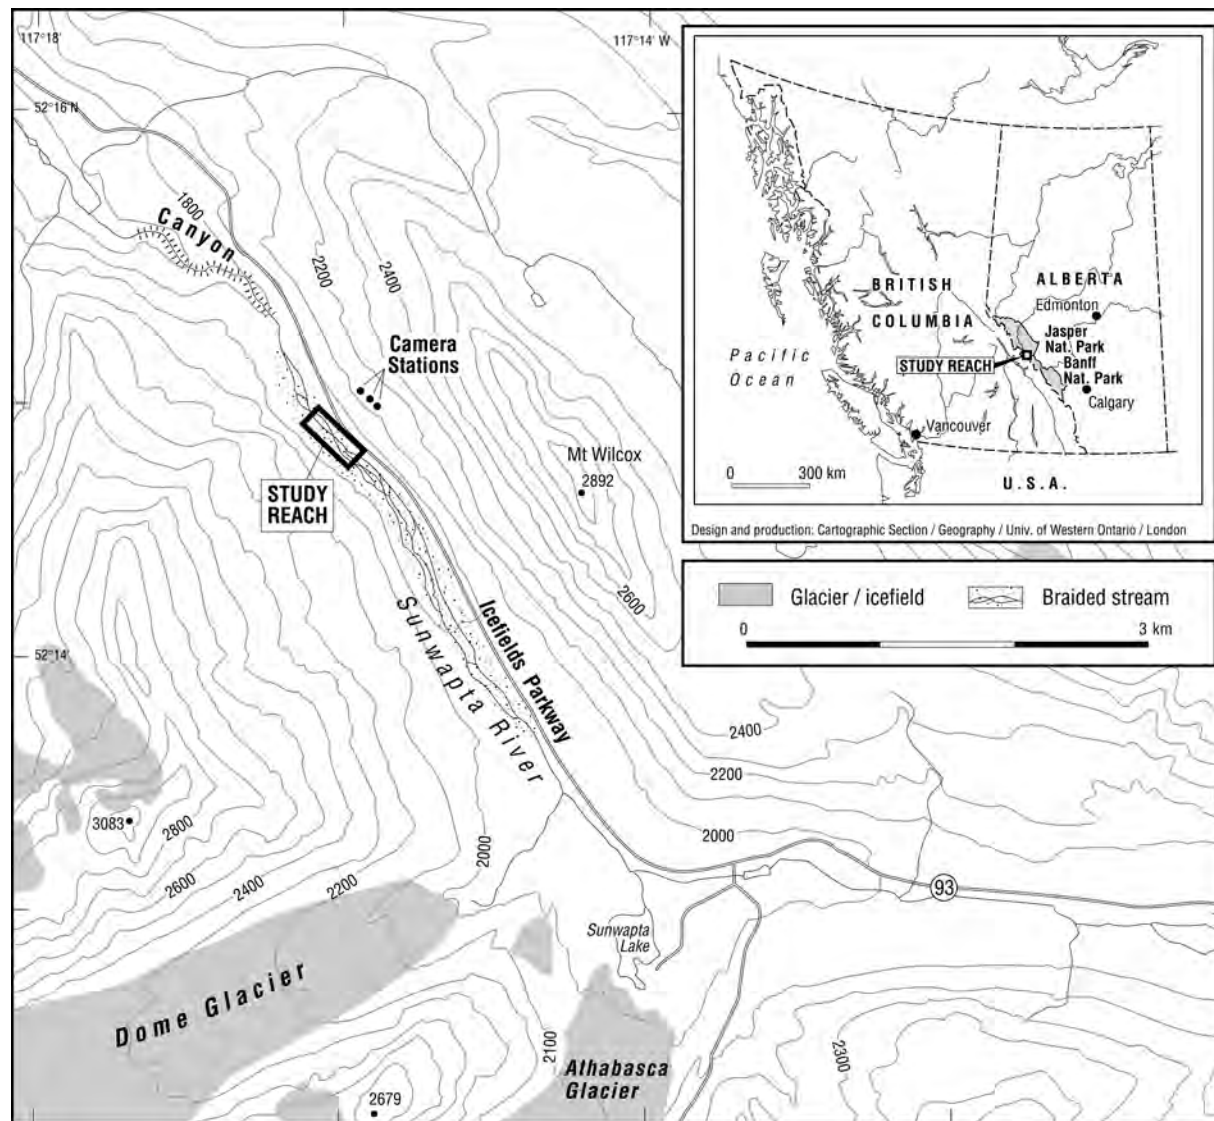 117°18'
117°14' W
52°16' N
1800
Canyon
2200
2400
Camera
Stations
Mt Wilcox
2892
STUDY
REACH
2600
Sunwapta River
Icefields Parkway
52°14'
2400
2200
2000
3083
2800
2600
2400
2200
2000
93
Sunwapta
Lake
Dome Glacier
2100
Athabasca
Glacier
2300
2679
BRITISH
COLUMBIA
ALBERTA
Edmonton
Jasper
Nat. Park
Banff
Nat. Park
STUDY REACH
Calgary
Pacific
Ocean
Vancouver
0 300 km
U.S.A.
Design and production: Cartographic Section / Geography / Univ. of Western Ontario / London
Glacier / icefield
Braided stream
0 3 km